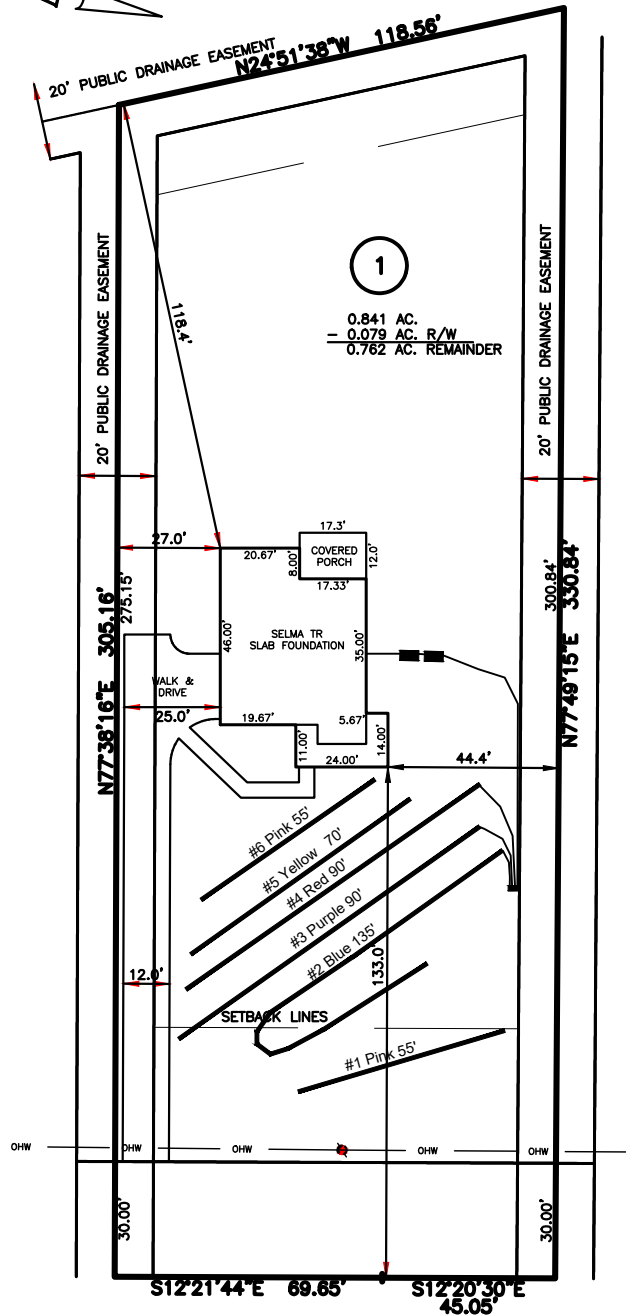 20' PUBLIC DRAINAGE EASEMENT
N24°51'38"W 118.56'
20' PUBLIC DRAINAGE EASEMENT
20' PUBLIC DRAINAGE EASEMENT
1
0.841 AC.
- 0.079 AC. R/W
0.762 AC. REMAINDER
118.4'
27.0'
17.3'
20.67'
8.00'
COVERED
PORCH
12.0'
17.33'
N77°38'16"E 305.16'
275.15'
46.00'
SELMA TR
SLAB FOUNDATION
35.00'
300.84'
N77°49'15"E 330.84'
WALK &
DRIVE
25.0'
19.67'
5.67'
11.00'
24.00'
14.00'
44.4'
#6 Pink 55'
#5 Yellow 70'
#4 Red 90'
#3 Purple 90'
#2 Blue 135'
133.0'
12.0'
SETBACK LINES
#1 Pink 55'
OHW OHW OHW OHW OHW
30.00'
30.00'
S12°21'44"E 69.65'
S12°20'30"E
45.05'